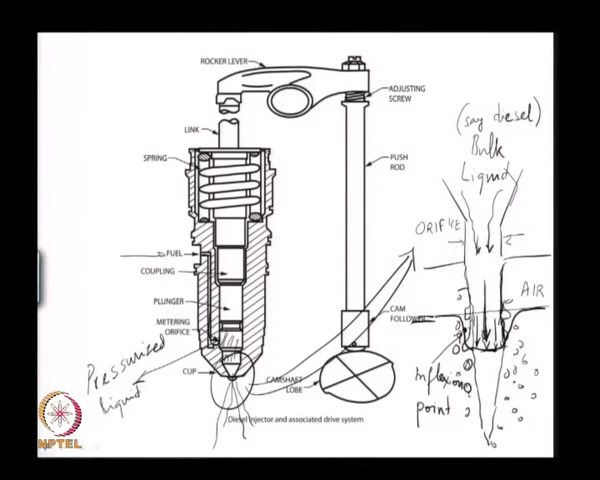 ROCKER LEVER
ADJUSTING
SCREW
LINK
SPRING
PUSH
ROD
FUEL
COUPLING
PLUNGER
METERING
ORIFICE
CUP
CAM
FOLLOWER
CAMSHAFT
LOBE
Diesel injector and associated drive system
Pressurized
liquid
(say diesel)
Bulk
Liquid
ORIFICE
AIR
inflexion
point
NPTEL